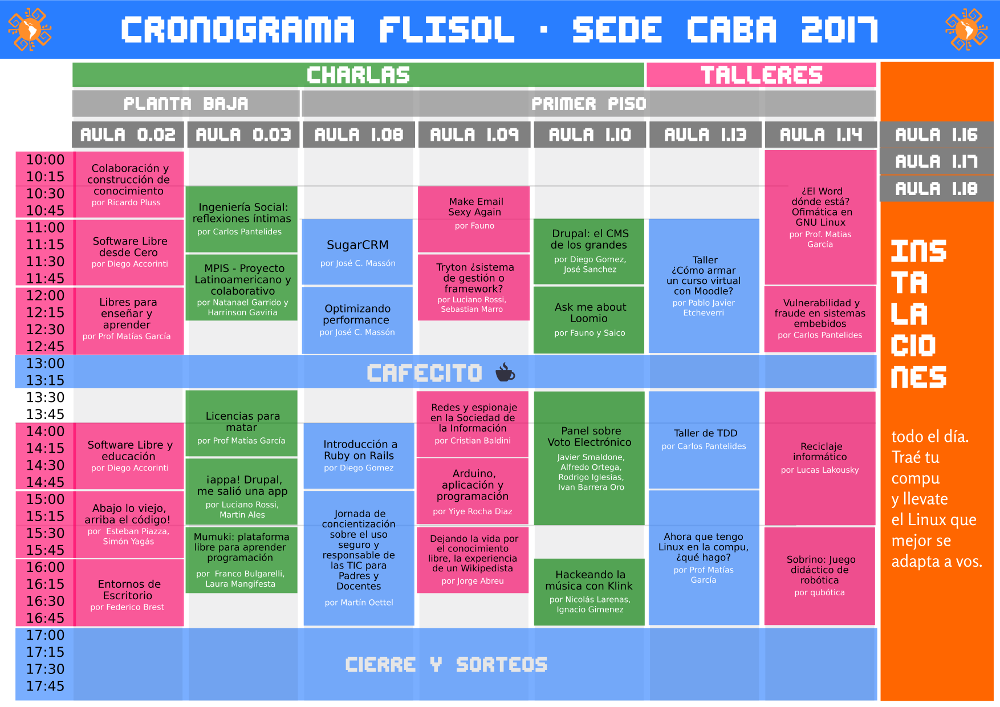 CRONOGRAMA FLISOL · SEDE CABA 2017
CHARLAS
TALLERES
PLANTA BAJA
PRIMER PISO
AULA 0.02
AULA 0.03
AULA 1.08
AULA 1.09
AULA 1.10
AULA 1.13
AULA 1.14
AULA 1.16
AULA 1.17
AULA 1.18
10:00
10:15
10:30
10:45
11:00
11:15
11:30
11:45
12:00
12:15
12:30
12:45
13:00
13:15
13:30
13:45
14:00
14:15
14:30
14:45
15:00
15:15
15:30
15:45
16:00
16:15
16:30
16:45
17:00
17:15
17:30
17:45
Colaboración y
construcción de
conocimiento
por Ricardo Pluss
Software Libre
desde Cero
por Diego Accorinti
Libres para
enseñar y
aprender
por Prof Matías García
Ingeniería Social:
reflexiones íntimas
por Carlos Pantelides
MPIS - Proyecto
Latinoamericano y
colaborativo
por Natanael Garrido y
Harrinson Gaviria
SugarCRM
por José C. Massón
Optimizando
performance
por José C. Massón
Make Email
Sexy Again
por Fauno
Tryton ¿sistema
de gestión o
framework?
por Luciano Rossi,
Sebastian Marro
Drupal: el CMS
de los grandes
por Diego Gomez,
José Sanchez
Ask me about
Loomio
por Fauno y Saico
Taller
¿Cómo armar
un curso virtual
con Moodle?
por Pablo Javier
Etcheverri
¿El Word
dónde está?
Ofimática en
GNU Linux
por Prof. Matias
García
Vulnerabilidad y
fraude en sistemas
embebidos
por Carlos Pantelides
CAFECITO
Software Libre y
educación
por Diego Accorinti
Abajo lo viejo,
arriba el código!
por Esteban Piazza,
Simón Yagás
Entornos de
Escritorio
por Federico Brest
Licencias para
matar
por Prof Matías García
¡appa! Drupal,
me salió una app
por Luciano Rossi,
Martin Ales
Mumuki: plataforma
libre para aprender
programación
por Franco Bulgarelli,
Laura Mangifesta
Introducción a
Ruby on Rails
por Diego Gomez
Jornada de
concientización
sobre el uso
seguro y
responsable de
las TIC para
Padres y
Docentes
por Martín Oettel
Redes y espionaje
en la Sociedad de
la Información
por Cristian Baldini
Arduino,
aplicación y
programación
por Yiye Rocha Diaz
Dejando la vida por
el conocimiento
libre, la experiencia
de un Wikipedista
por Jorge Abreu
Panel sobre
Voto Electrónico
Javier Smaldone,
Alfredo Ortega,
Rodrigo Iglesias,
Ivan Barrera Oro
Hackeando la
música con Klink
por Nicolás Larenas,
Ignacio Gimenez
Taller de TDD
por Carlos Pantelides
Ahora que tengo
Linux en la compu,
¿qué hago?
por Prof Matías
García
Reciclaje
informático
por Lucas Lakousky
Sobrino: Juego
didáctico de
robótica
por qubótica
CIERRE Y SORTEOS
INS
TA
LA
CIO
NES
todo el día.
Traé tu
compu
y llevate
el Linux que
mejor se
adapta a vos.